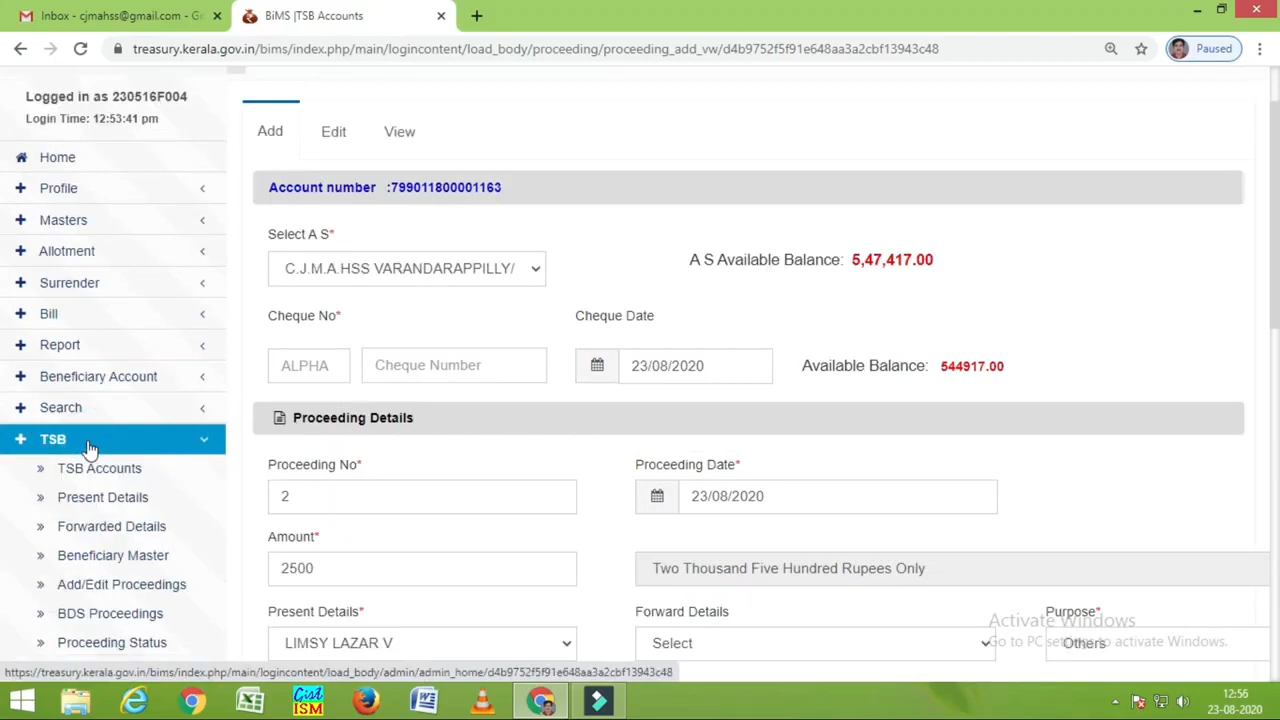 Inbox - cjmahss@gmail.com - G
BiMS |TSB Accounts
treasury.kerala.gov.in/bims/index.php/main/logincontent/load_body/proceeding/proceeding_add_vw/d4b9752f5f91e648aa3a2cbf13943c48
Paused
Logged in as 230516F004
Login Time: 12:53:41 pm
Home
Profile
Masters
Allotment
Surrender
Bill
Report
Beneficiary Account
Search
TSB
TSB Accounts
Present Details
Forwarded Details
Beneficiary Master
Add/Edit Proceedings
BDS Proceedings
Proceeding Status
Add Edit View
Account number :799011800001163
Select A S*
C.J.M.A.HSS VARANDARAPPILLY/
A S Available Balance: 5,47,417.00
Cheque No* Cheque Date
ALPHA Cheque Number 23/08/2020 Available Balance: 544917.00
Proceeding Details
Proceeding No* Proceeding Date*
2 23/08/2020
Amount*
2500 Two Thousand Five Hundred Rupees Only
Present Details* Forward Details Purpose*
LIMSY LAZAR V Select Others
Activate Windows
Go to PC settings to activate Windows.
https://treasury.kerala.gov.in/bims/index.php/main/logincontent/load_body/admin/admin_home/d4b9752f5f91e648aa3a2cbf13943c48
Gist
ISM
12:56
23-08-2020